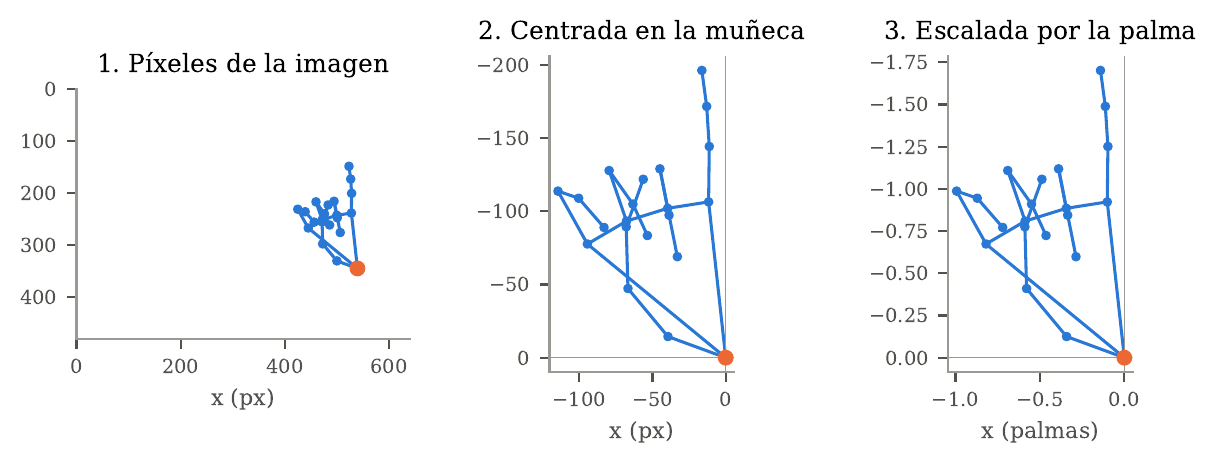 1. Píxeles de la imagen
0
100
200
300
400
0 200 400 600
x (px)
2. Centrada en la muñeca
−200
−150
−100
−50
0
−100 −50 0
x (px)
3. Escalada por la palma
−1.75
−1.50
−1.25
−1.00
−0.75
−0.50
−0.25
0.00
−1.0 −0.5 0.0
x (palmas)